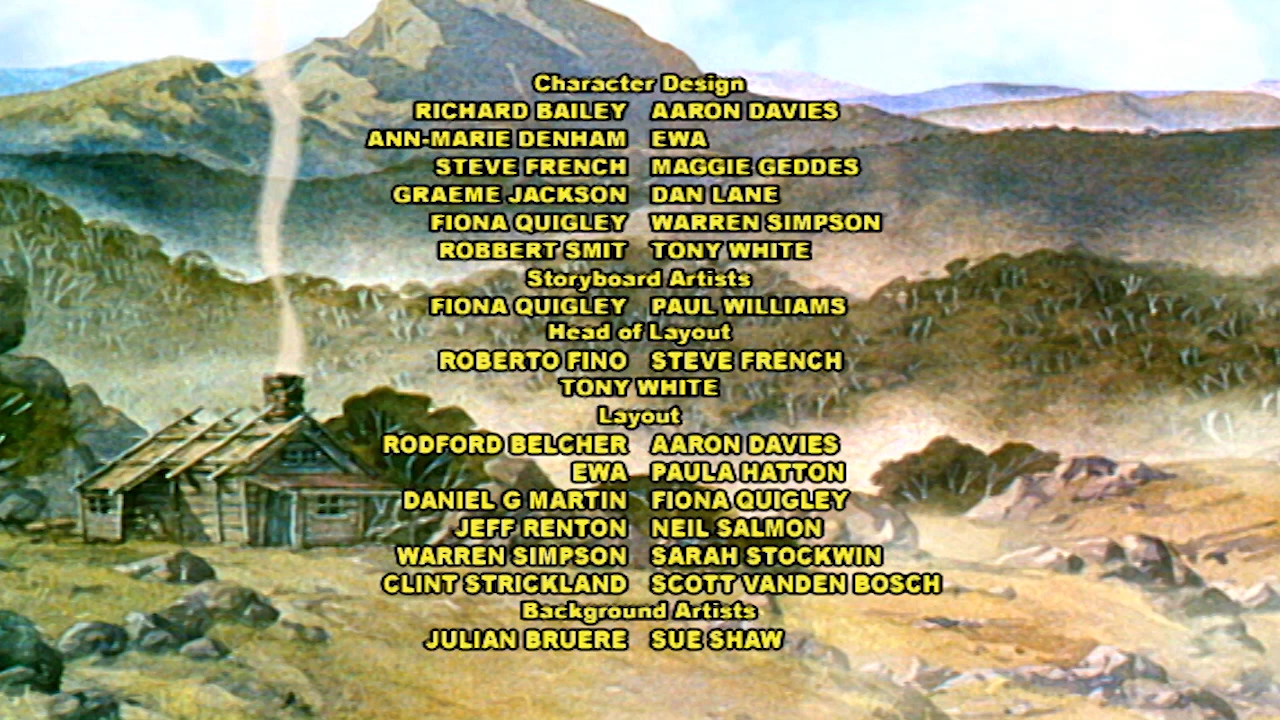 Character Design
RICHARD BAILEY AARON DAVIES
ANN-MARIE DENHAM EWA
STEVE FRENCH MAGGIE GEDDES
GRAEME JACKSON DAN LANE
FIONA QUIGLEY WARREN SIMPSON
ROBBERT SMIT TONY WHITE
Storyboard Artists
FIONA QUIGLEY PAUL WILLIAMS
Head of Layout
ROBERTO FINO STEVE FRENCH
TONY WHITE
Layout
RODFORD BELCHER AARON DAVIES
EWA PAULA HATTON
DANIEL G MARTIN FIONA QUIGLEY
JEFF RENTON NEIL SALMON
WARREN SIMPSON SARAH STOCKWIN
CLINT STRICKLAND SCOTT VANDEN BOSCH
Background Artists
JULIAN BRUERE SUE SHAW